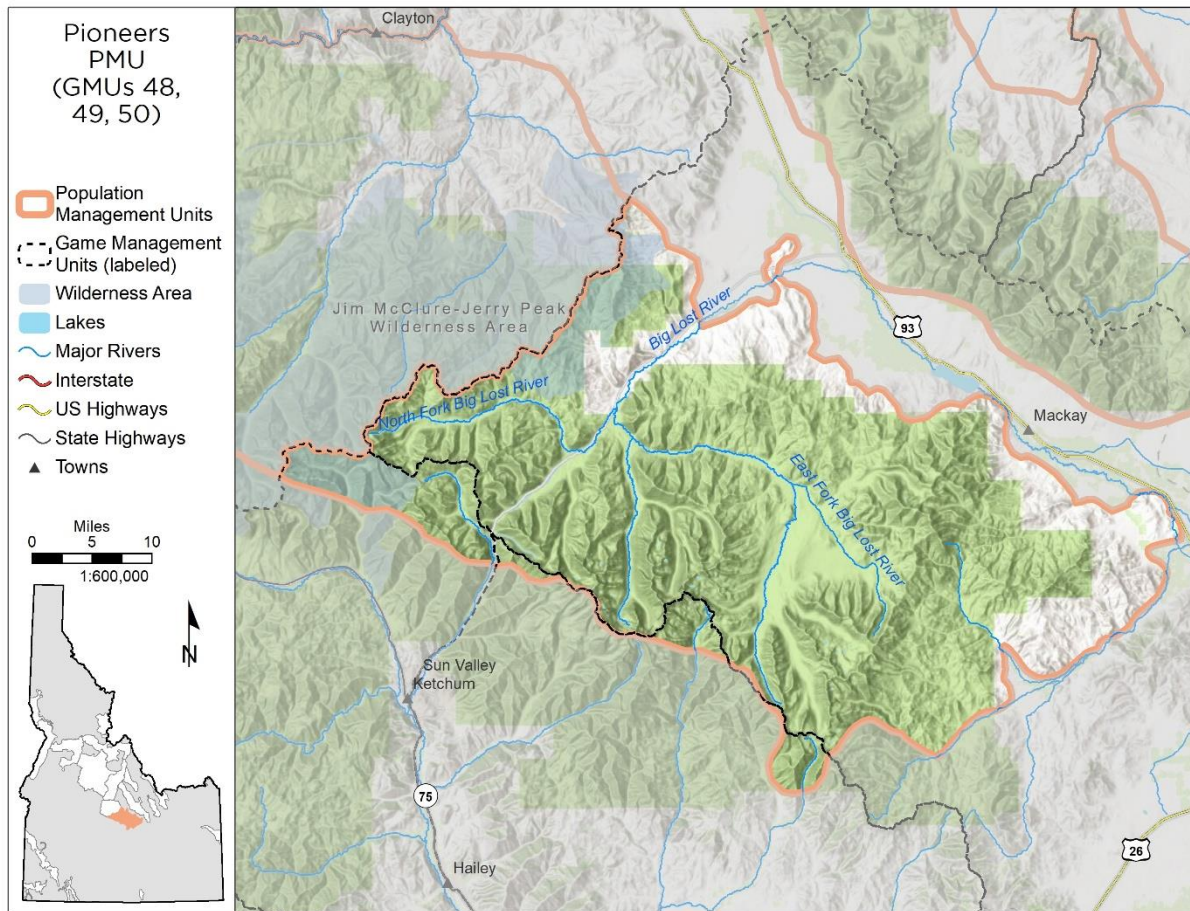 Pioneers
PMU
(GMUs 48,
49, 50)
Population
Management Units
Game Management
Units (labeled)
Wilderness Area
Lakes
Major Rivers
Interstate
US Highways
State Highways
Towns
Miles
0 5 10
1:600,000
N
Clayton
Jim McClure-Jerry Peak
Wilderness Area
Big Lost River
93
North Fork Big Lost River
Mackay
East Fork Big Lost River
Sun Valley
Ketchum
75
26
Hailey